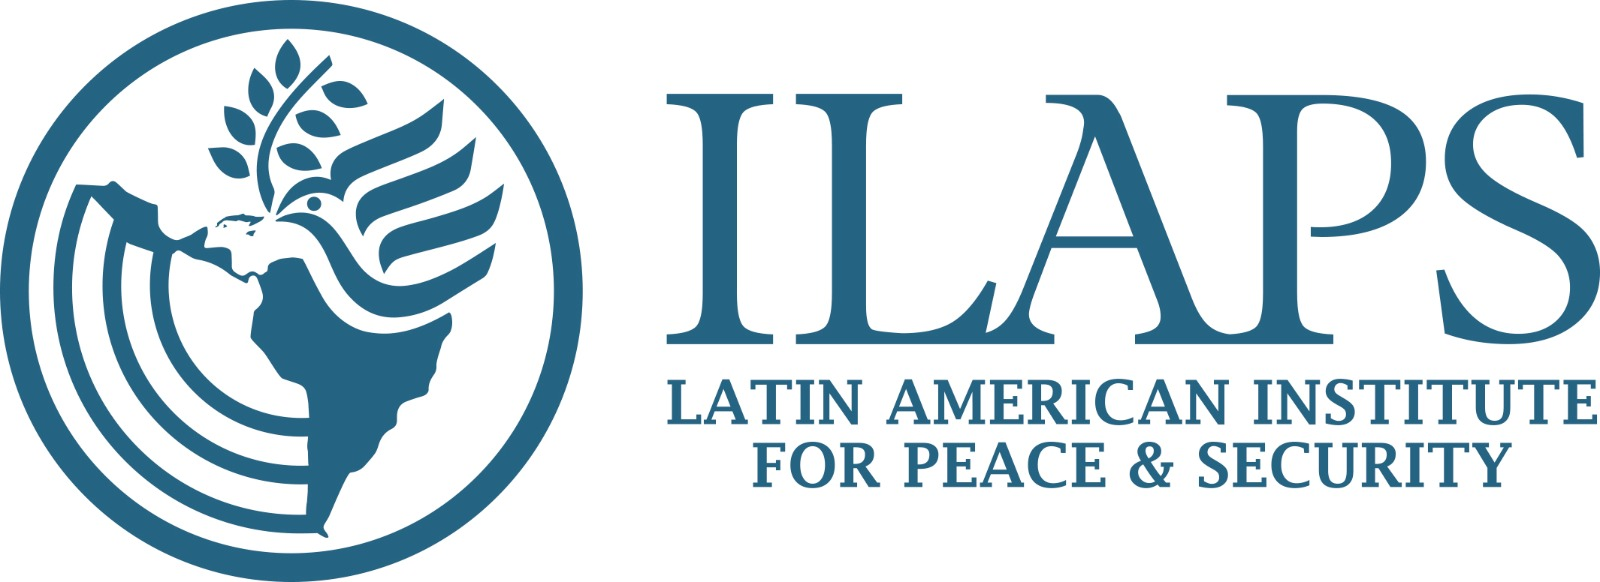 ILAPS
LATIN AMERICAN INSTITUTE
FOR PEACE & SECURITY